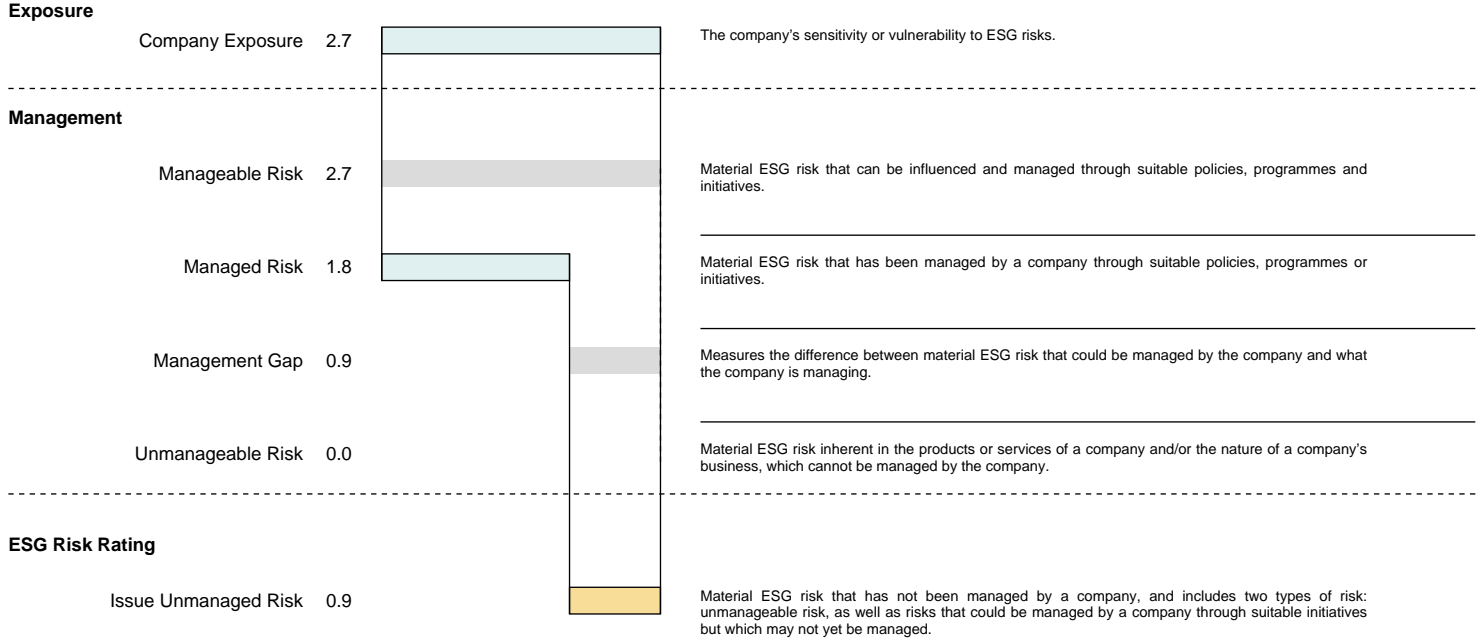 Exposure
Company Exposure 2.7
The company's sensitivity or vulnerability to ESG risks.
Management
Manageable Risk 2.7
Material ESG risk that can be influenced and managed through suitable policies, programmes and
initiatives.
Managed Risk 1.8
Material ESG risk that has been managed by a company through suitable policies, programmes or
initiatives.
Management Gap 0.9
Measures the difference between material ESG risk that could be managed by the company and what
the company is managing.
Unmanageable Risk 0.0
Material ESG risk inherent in the products or services of a company and/or the nature of a company's
business, which cannot be managed by the company.
ESG Risk Rating
Issue Unmanaged Risk 0.9
Material ESG risk that has not been managed by a company, and includes two types of risk:
unmanageable risk, as well as risks that could be managed by a company through suitable initiatives
but which may not yet be managed.